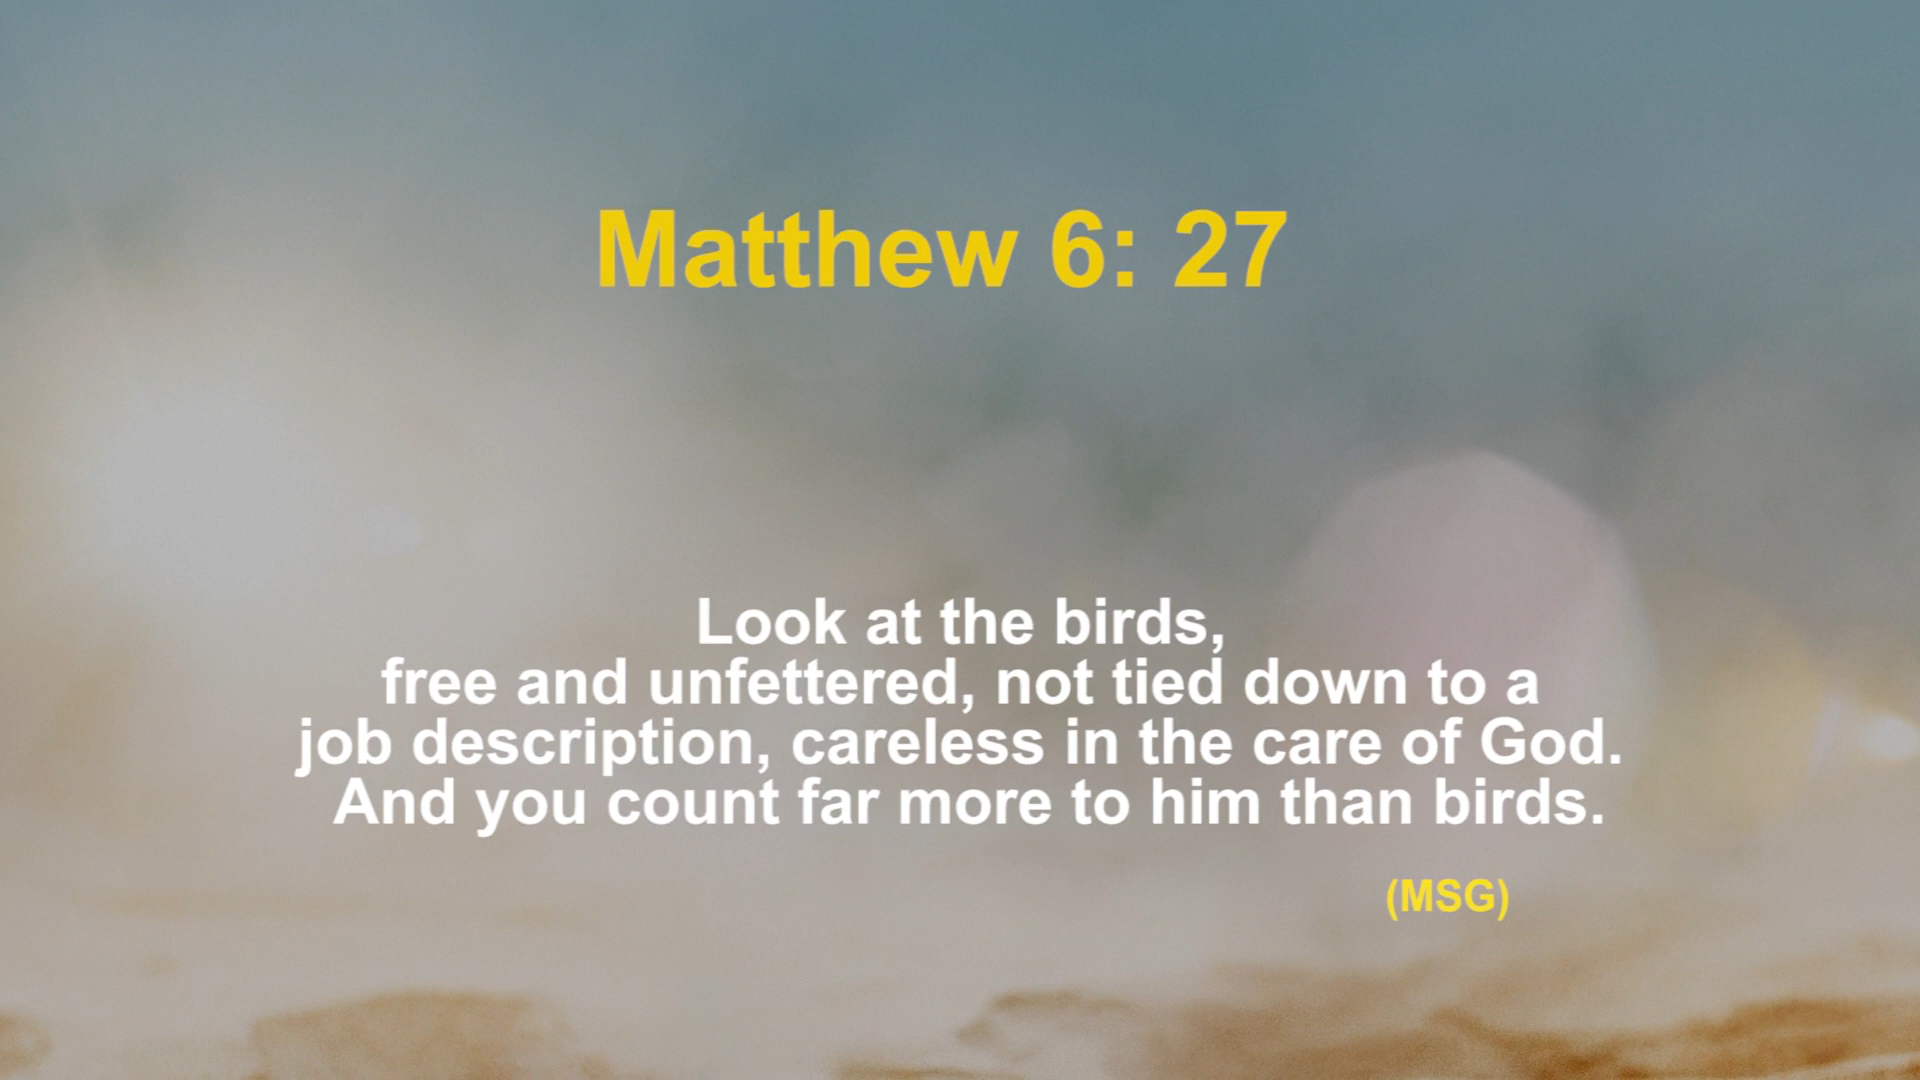 Matthew 6: 27
Look at the birds,
free and unfettered, not tied down to a
job description, careless in the care of God.
And you count far more to him than birds.
(MSG)